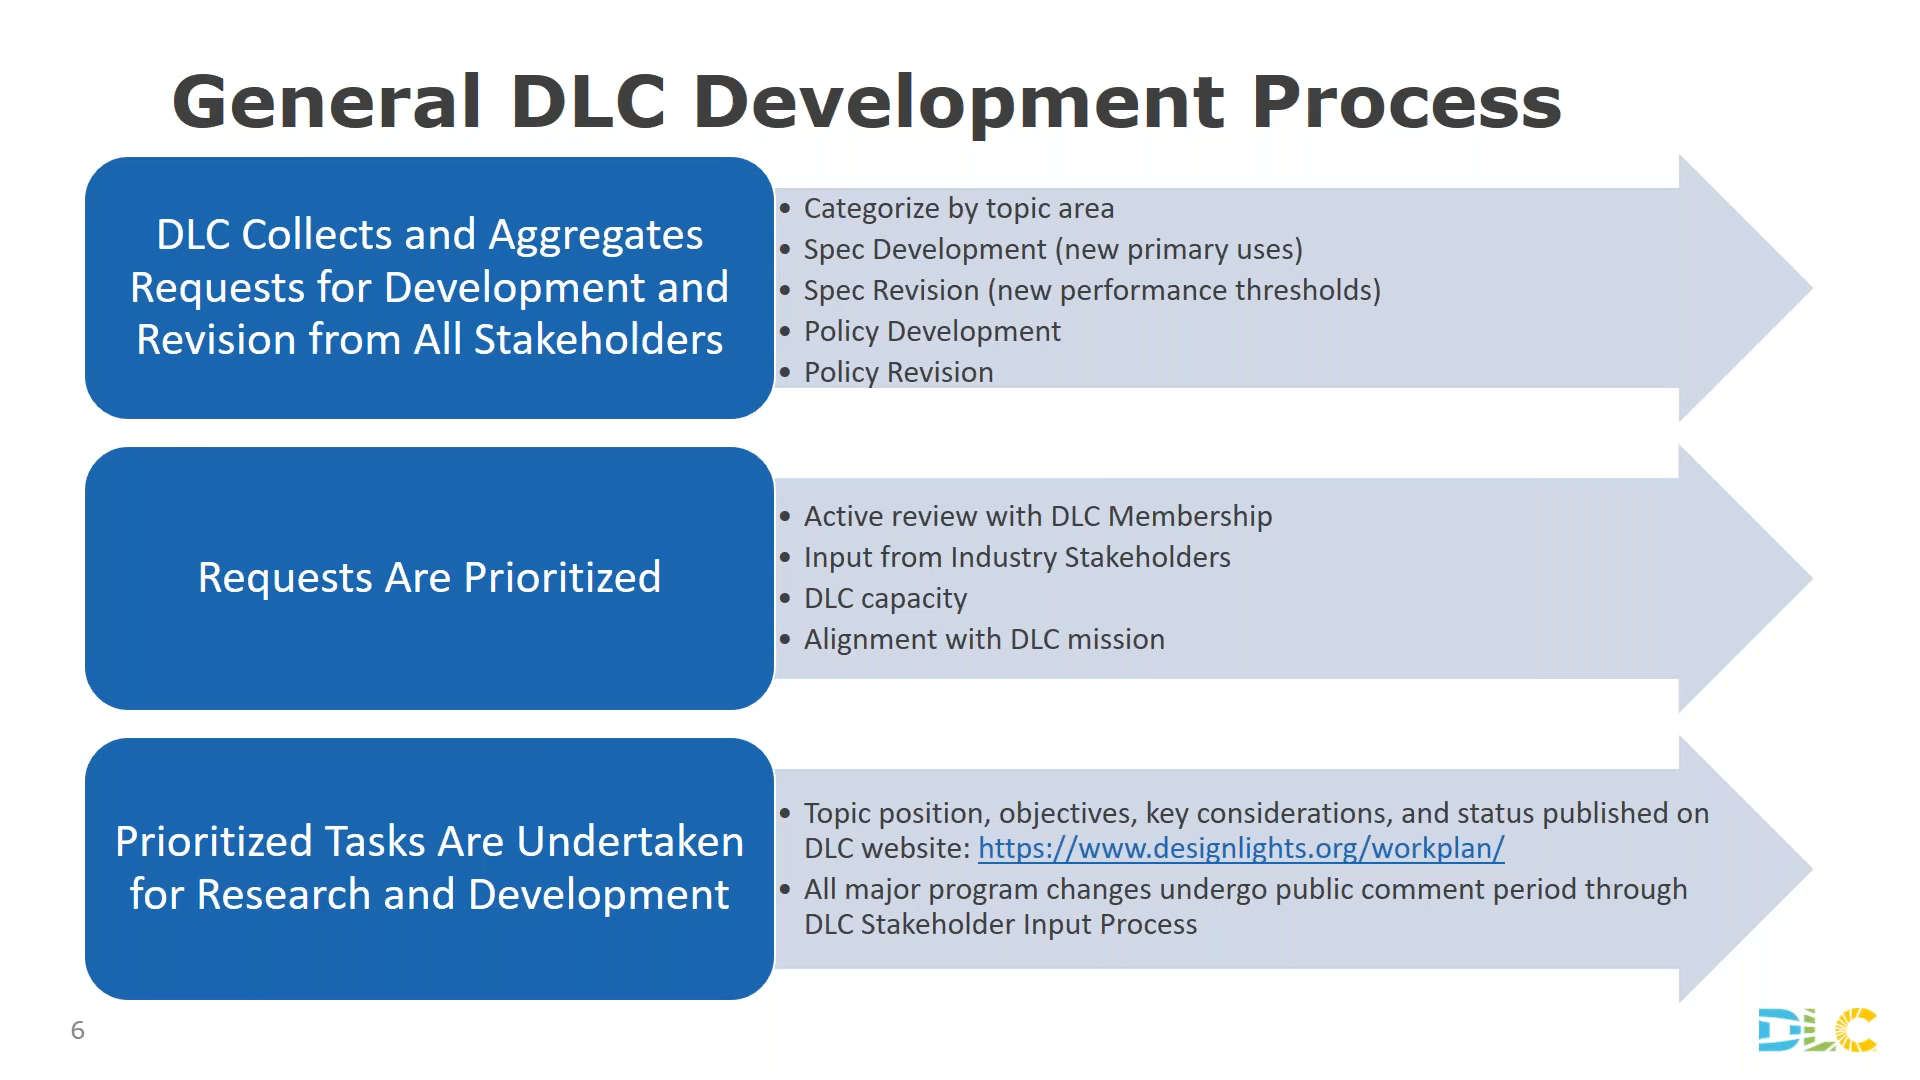 General DLC Development Process
DLC Collects and Aggregates
Requests for Development and
Revision from All Stakeholders
• Categorize by topic area
• Spec Development (new primary uses)
• Spec Revision (new performance thresholds)
• Policy Development
• Policy Revision
Requests Are Prioritized
• Active review with DLC Membership
• Input from Industry Stakeholders
• DLC capacity
• Alignment with DLC mission
Prioritized Tasks Are Undertaken
for Research and Development
• Topic position, objectives, key considerations, and status published on
DLC website: https://www.designlights.org/workplan/
• All major program changes undergo public comment period through
DLC Stakeholder Input Process
6
DLC